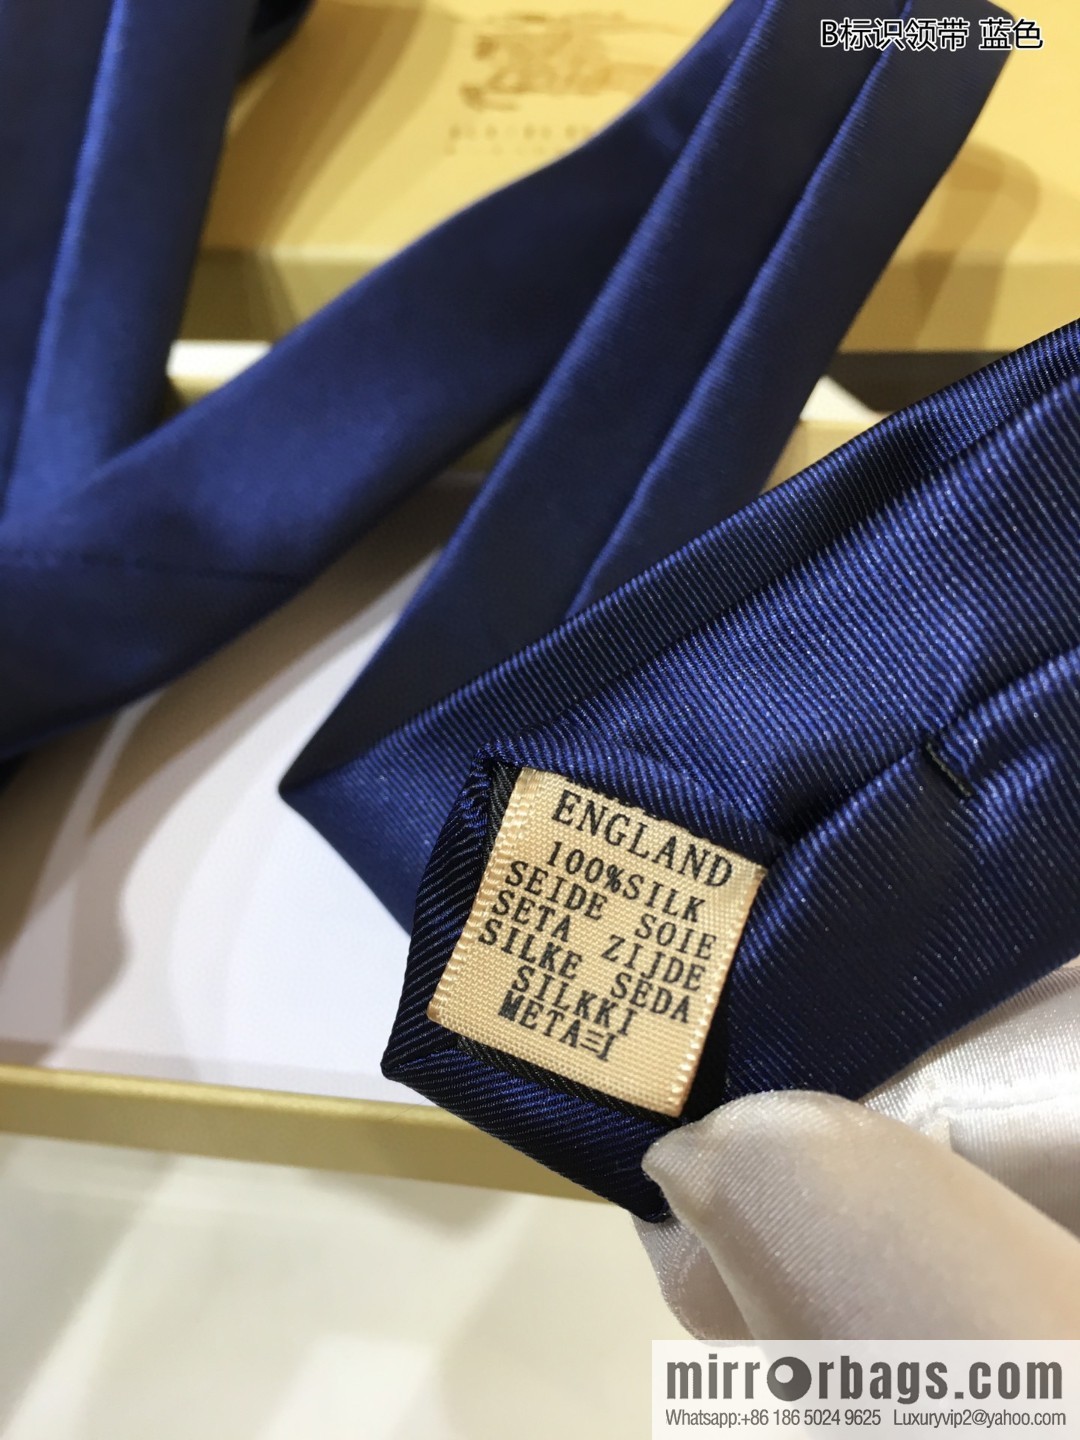 B标识领带 蓝色
ENGLAND
100%SILK
SEIDE SOIE
SETA ZIJDE
SILKE SEDA
SILKKI
META=I
mirrorbags.com
Whatsapp:+86 186 5024 9625 Luxuryvip2@yahoo.com